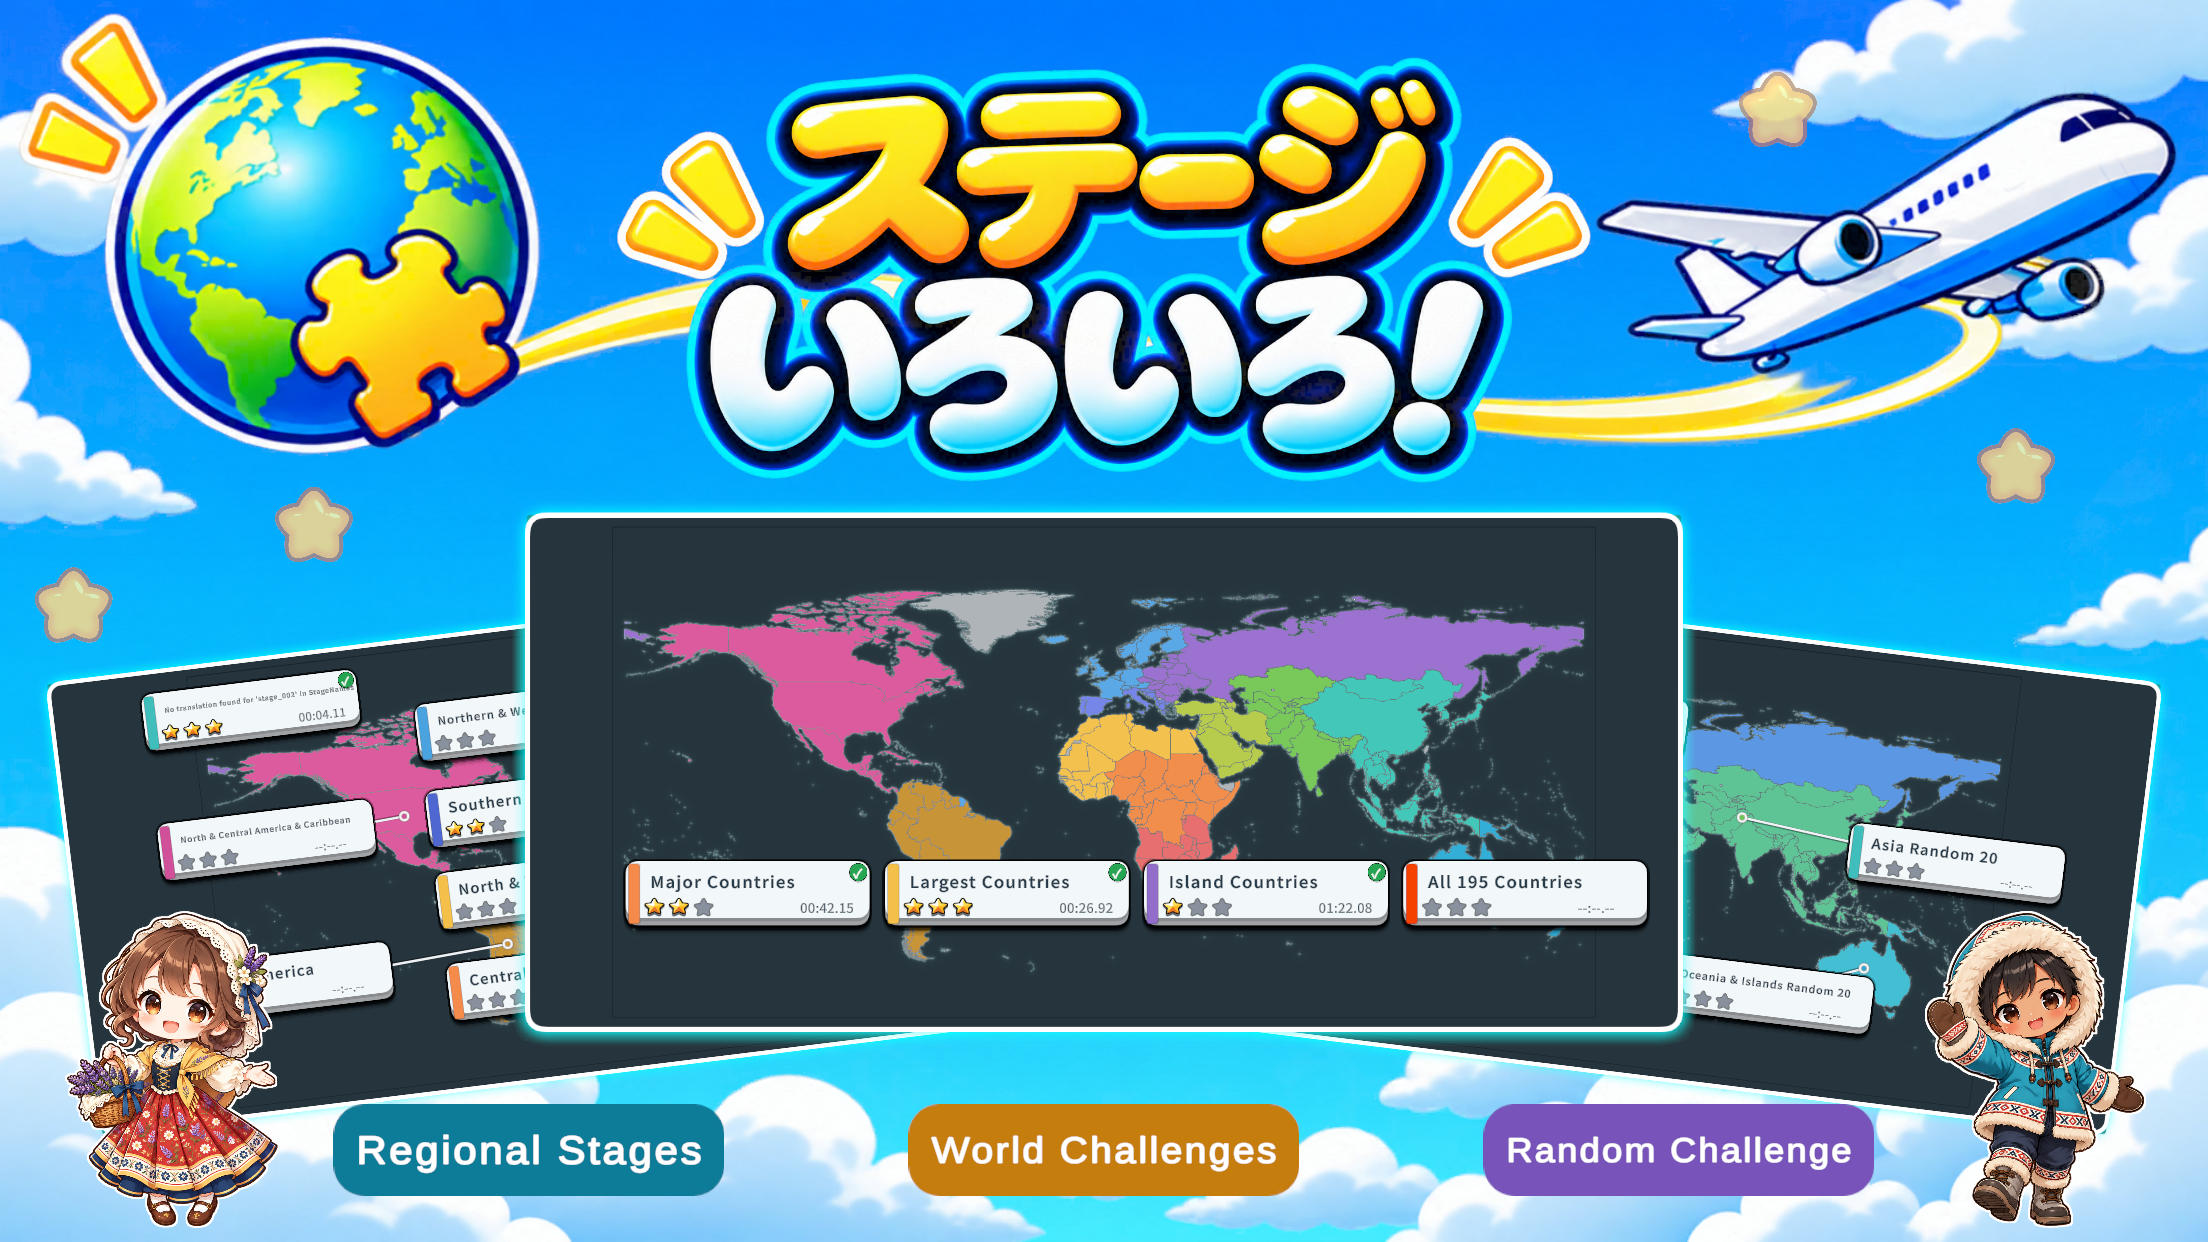 ステージ
いろいろ!
No translation found for 'stage_003' in StageNames
00:04.11
Northern & We
North & Central America & Caribbean
--:--.--
Southern
North &
merica
--:--.--
Central
Major Countries
00:42.15
Largest Countries
00:26.92
Island Countries
01:22.08
All 195 Countries
--:--.--
Asia Random 20
--:--.--
Oceania & Islands Random 20
--:--.--
Regional Stages
World Challenges
Random Challenge